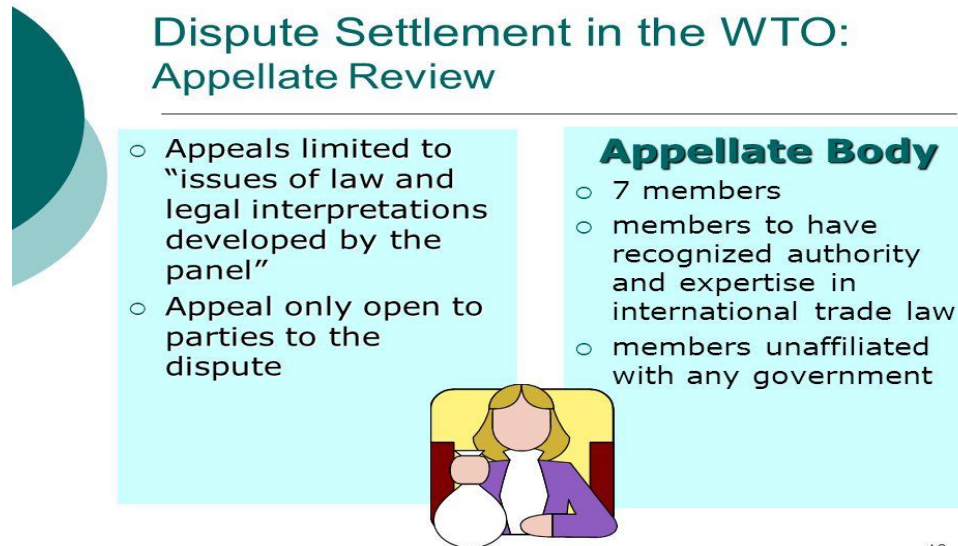 Dispute Settlement in the WTO:
Appellate Review
○ Appeals limited to
“issues of law and
legal interpretations
developed by the
panel”
○ Appeal only open to
parties to the
dispute
Appellate Body
○ 7 members
○ members to have
recognized authority
and expertise in
international trade law
○ members unaffiliated
with any government